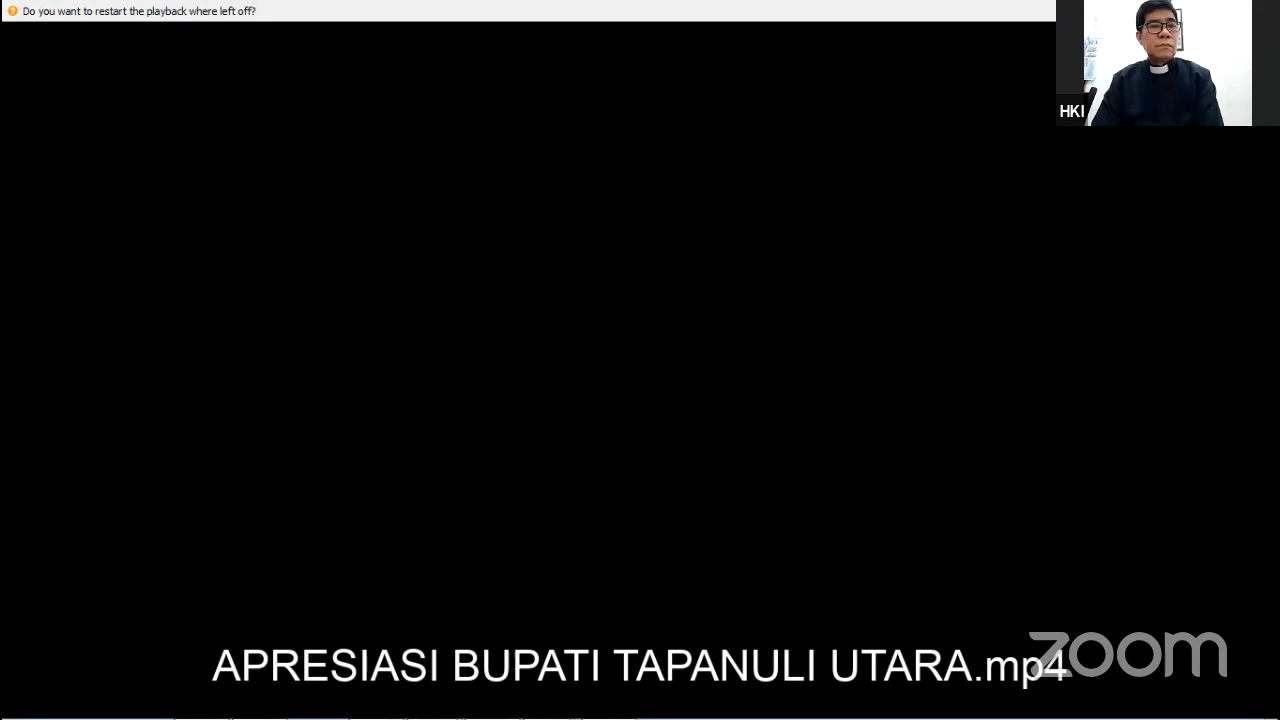 Do you want to restart the playback where left off?
HKI
APRESIASI BUPATI TAPANULI UTARA.mp4
zoom